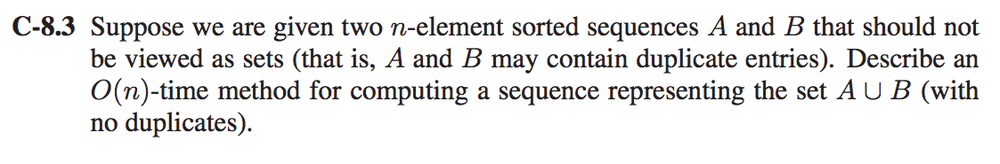 C-8.3 Suppose we are given two n-element sorted sequences A and B that should not
be viewed as sets (that is, A and B may contain duplicate entries). Describe an
O(n)-time method for computing a sequence representing the set A ∪ B (with
no duplicates).